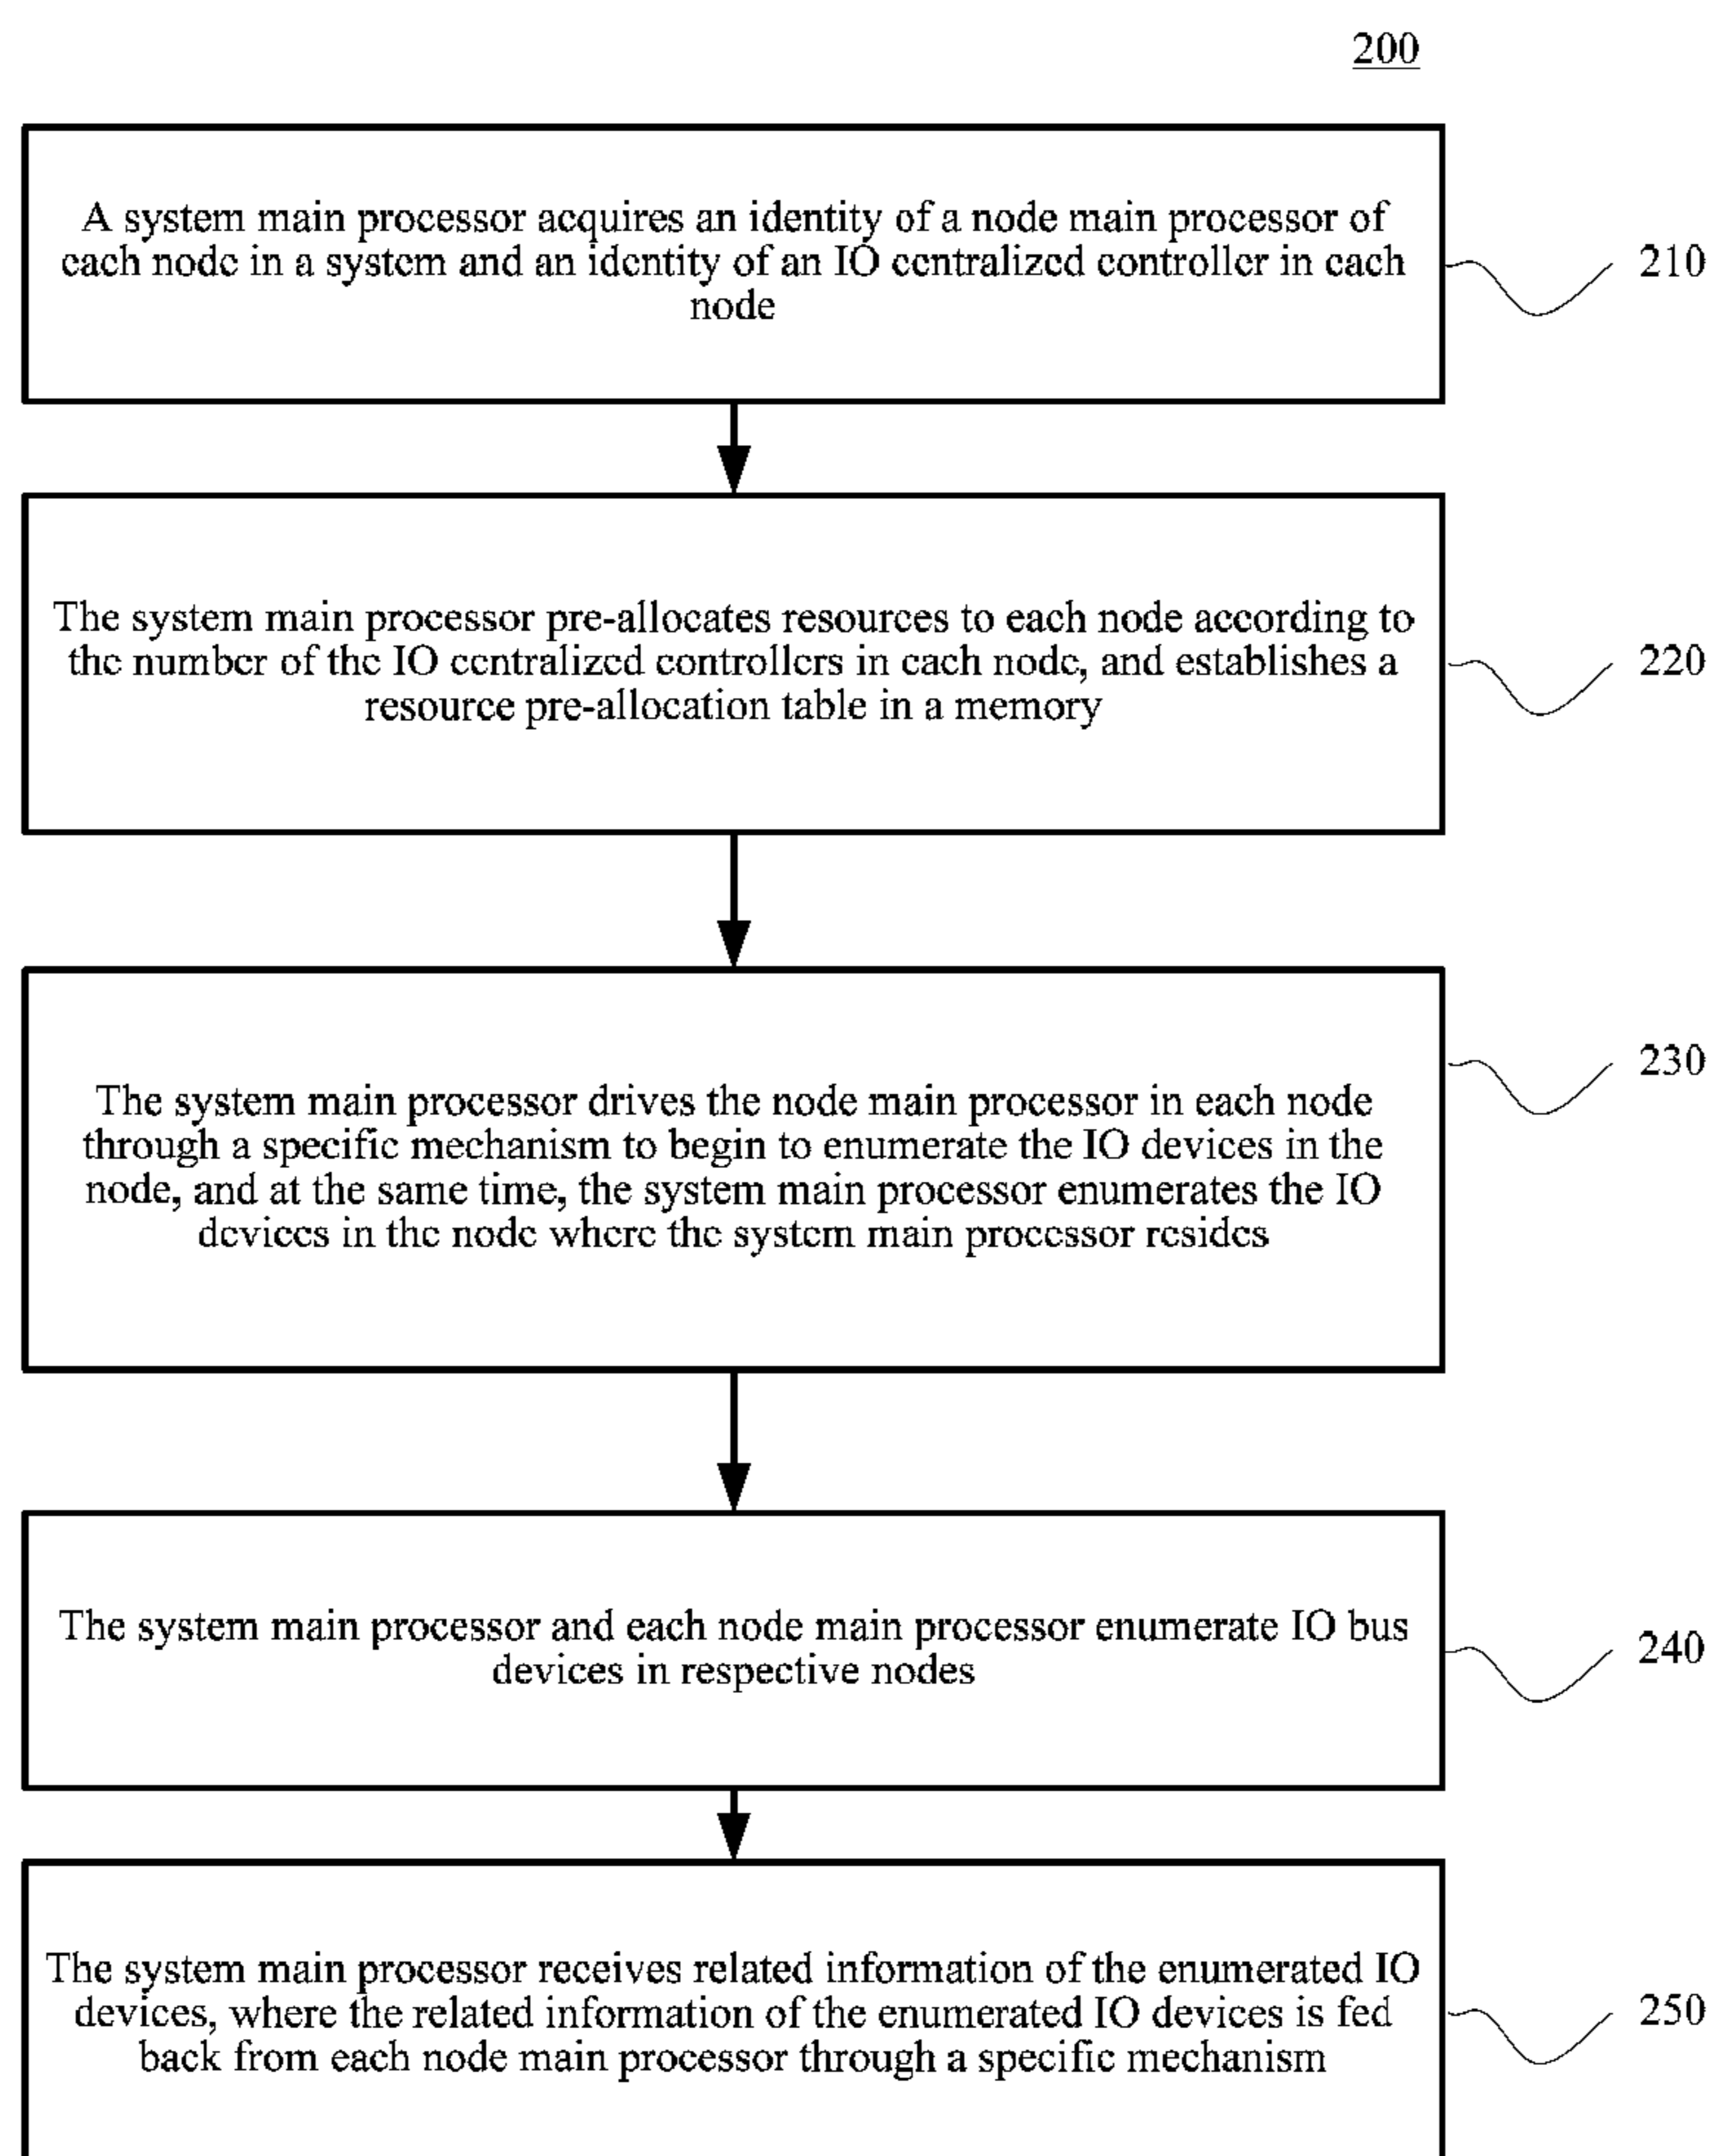 200
A system main processor acquires an identity of a node main processor of
each node in a system and an identity of an IO centralized controller in each
node
210
The system main processor pre-allocates resources to each node according to
the number of the IO centralized controllers in each node, and establishes a
resource pre-allocation table in a memory
220
The system main processor drives the node main processor in each node
through a specific mechanism to begin to enumerate the IO devices in the
node, and at the same time, the system main processor enumerates the IO
devices in the node where the system main processor resides
230
The system main processor and each node main processor enumerate IO bus
devices in respective nodes
240
The system main processor receives related information of the enumerated IO
devices, where the related information of the enumerated IO devices is fed
back from each node main processor through a specific mechanism
250